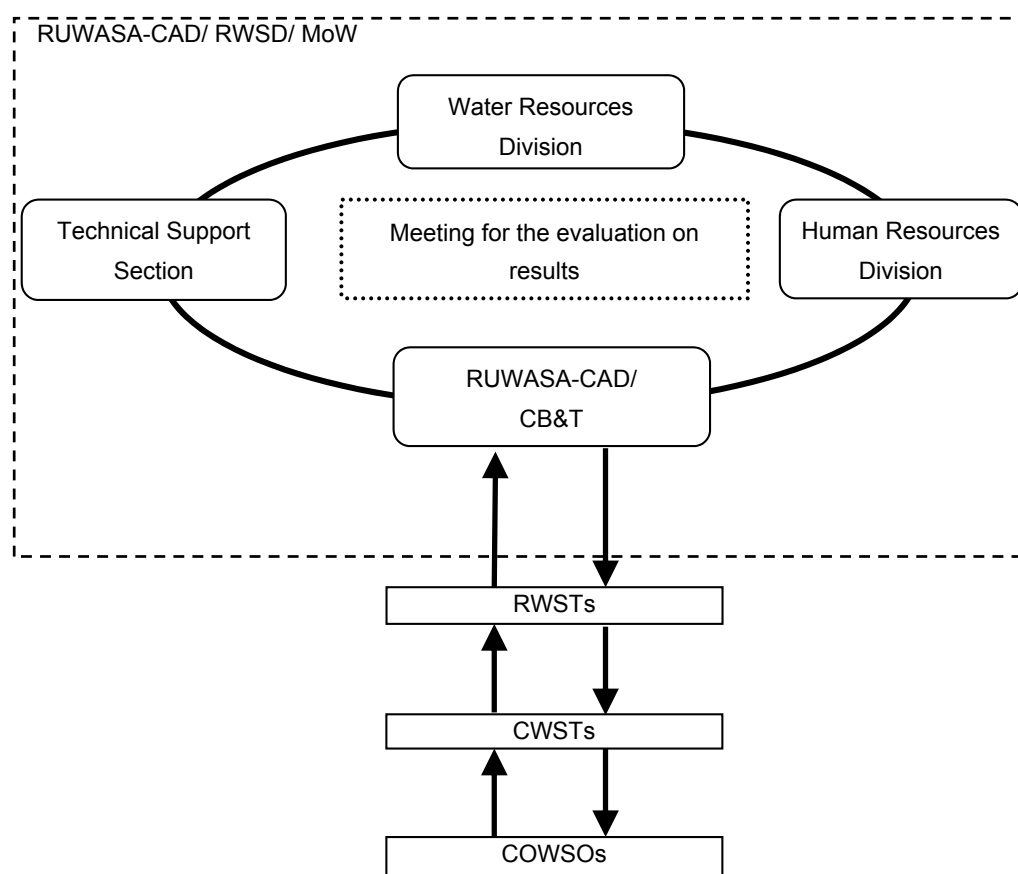 RUWASA-CAD/ RWSD/ MoW
Water Resources
Division
Technical Support
Section
Meeting for the evaluation on
results
Human Resources
Division
RUWASA-CAD/
CB&T
RWSTs
CWSTs
COWSOs